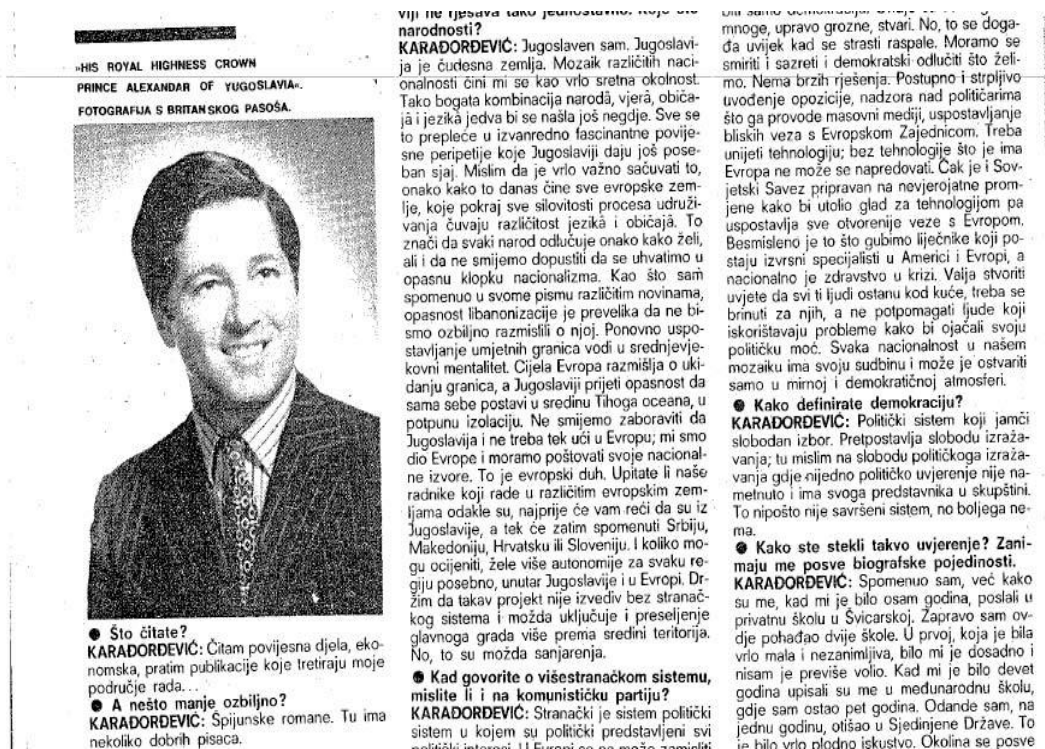 »HIS ROYAL HIGHNESS CROWN
PRINCE ALEXANDAR OF YUGOSLAVIA«.
FOTOGRAFIJA S BRITANSKOG PASOŠA.
● Što čitate?
KARAĐORĐEVIĆ: Čitam povijesna djela, eko-
nomska, pratim publikacije koje tretiraju moje
područje rada...
● A nešto manje ozbiljno?
KARAĐORĐEVIĆ: Špijunske romane. Tu ima
nekoliko dobrih pisaca.
viji ne rješava tako jednostavno. Koje ste
narodnosti?
KARAĐORĐEVIĆ: Jugoslaven sam. Jugoslavi-
ja je čudesna zemlja. Mozaik različitih naci-
onalnosti čini mi se kao vrlo sretna okolnost.
Tako bogata kombinacija narodâ, vjerâ, običa-
jâ i jezikâ jedva bi se našla još negdje. Sve se
to prepleće u izvanredno fascinantne povije-
sne peripetije koje Jugoslaviji daju još pose-
ban sjaj. Mislim da je vrlo važno sačuvati to,
onako kako to danas čine sve evropske zem-
lje, koje pokraj sve silovitosti procesa udruži-
vanja čuvaju različitost jezikâ i običajâ. To
znači da svaki narod odlučuje onako kako želi,
ali i da ne smijemo dopustiti da se uhvatimo u
opasnu klopku nacionalizma. Kao što sam
spomenuo u svome pismu različitim novinama,
opasnost libanonizacije je prevelika da ne bi-
smo ozbiljno razmislili o njoj. Ponovno uspo-
stavljanje umjetnih granica vodi u srednjevje-
kovni mentalitet. Cijela Evropa razmišlja o uki-
danju granica, a Jugoslaviji prijeti opasnost da
sama sebe postavi u sredinu Tihoga oceana, u
potpunu izolaciju. Ne smijemo zaboraviti da
Jugoslavija i ne treba tek ući u Evropu; mi smo
dio Evrope i moramo poštovati svoje nacional-
ne izvore. To je evropski duh. Upitate li naše
radnike koji rade u različitim evropskim zem-
ljama odakle su, najprije će vam reći da su iz
Jugoslavije, a tek će zatim spomenuti Srbiju,
Makedoniju, Hrvatsku ili Sloveniju. I koliko mo-
gu ocijeniti, žele više autonomije za svaku re-
giju posebno, unutar Jugoslavije i u Evropi. Dr-
žim da takav projekt nije izvediv bez stranač-
kog sistema i možda uključuje i preseljenje
glavnoga grada više prema sredini teritorija.
No, to su možda sanjarenja.
● Kad govorite o višestranačkom sistemu,
mislite li i na komunističku partiju?
KARAĐORĐEVIĆ: Stranački je sistem politički
sistem u kojem su politički predstavljeni svi
mnoge, upravo grozne, stvari. No, to se doga-
đa uvijek kad se strasti raspale. Moramo se
smiriti i sazreti i demokratski odlučiti što želi-
mo. Nema brzih rješenja. Postupno i strpljivo
uvođenje opozicije, nadzora nad političarima
što ga provode masovni mediji, uspostavljanje
bliskih veza s Evropskom Zajednicom. Treba
unijeti tehnologiju; bez tehnologije što je ima
Evropa ne može se napredovati. Čak je i Sov-
jetski Savez pripravan na nevjerojatne prom-
jene kako bi utolio glad za tehnologijom pa
uspostavlja sve otvorenije veze s Evropom.
Besmisleno je to što gubimo liječnike koji po-
staju izvrsni specijalisti u Americi i Evropi, a
nacionalno je zdravstvo u krizi. Valja stvoriti
uvjete da svi ti ljudi ostanu kod kuće, treba se
brinuti za njih, a ne potpomagati ljude koji
iskorištavaju probleme kako bi ojačali svoju
političku moć. Svaka nacionalnost u našem
mozaiku ima svoju sudbinu i može je ostvariti
samo u mirnoj i demokratičnoj atmosferi.
● Kako definirate demokraciju?
KARAĐORĐEVIĆ: Politički sistem koji jamči
slobodan izbor. Pretpostavlja slobodu izraža-
vanja; tu mislim na slobodu političkoga izraža-
vanja gdje nijedno političko uvjerenje nije na-
metnuto i ima svoga predstavnika u skupštini.
To nipošto nije savršeni sistem, no boljega ne-
ma.
● Kako ste stekli takvo uvjerenje? Zani-
maju me posve biografske pojedinosti.
KARAĐORĐEVIĆ: Spomenuo sam, već kako
su me, kad mi je bilo osam godina, poslali u
privatnu školu u Švicarskoj. Zapravo sam ov-
dje pohađao dvije škole. U prvoj, koja je bila
vrlo mala i nezanimljiva, bilo mi je dosadno i
nisam je previše volio. Kad mi je bilo devet
godina upisali su me u međunarodnu školu,
gdje sam ostao pet godina. Odande sam, na
jednu godinu, otišao u Sjedinjene Države. To
je bilo vrlo plodno iskustvo. Okolina se posve